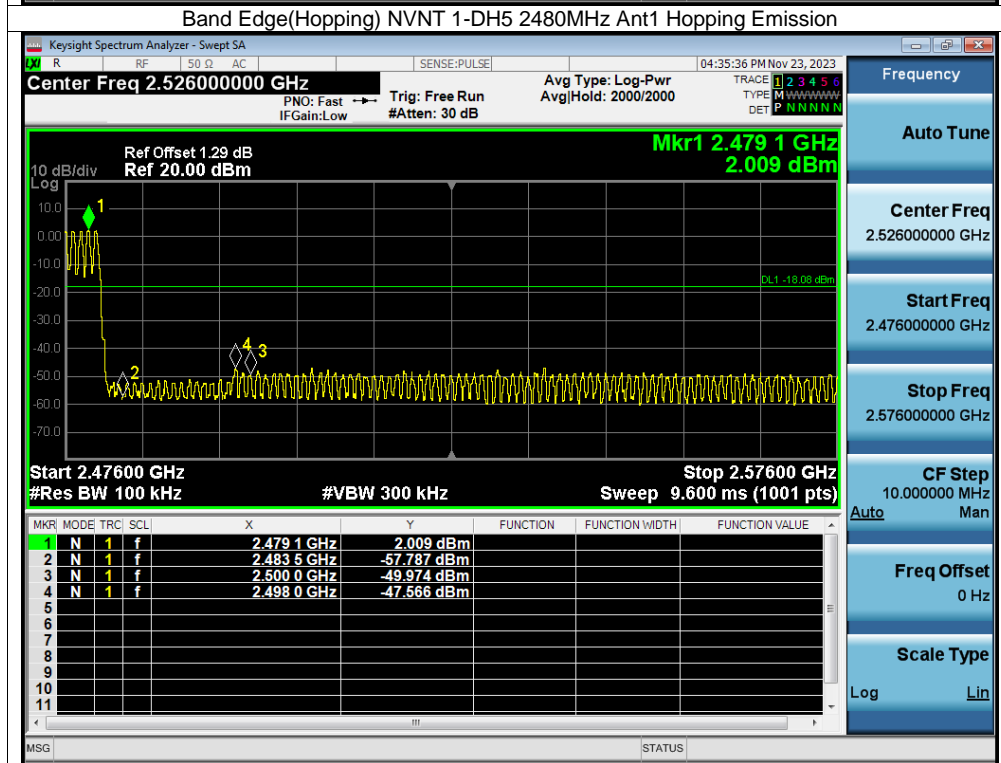 Band Edge(Hopping) NVNT 1-DH5 2480MHz Ant1 Hopping Emission
Keysight Spectrum Analyzer - Swept SA
LXI R RF 50 Ω AC SENSE:PULSE 04:35:36 PM Nov 23, 2023
Center Freq 2.526000000 GHz
PNO: Fast
IFGain:Low
Trig: Free Run
#Atten: 30 dB
Avg Type: Log-Pwr
Avg|Hold: 2000/2000
TRACE 1 2 3 4 5 6
TYPE M WWWWW
DET P N N N N N
Mkr1 2.479 1 GHz
2.009 dBm
Ref Offset 1.29 dB
10 dB/div Ref 20.00 dBm
Log
10.0
0.00
-10.0
-20.0
-30.0
-40.0
-50.0
-60.0
-70.0
1
2
4
3
DL1 -18.08 dBm
Start 2.47600 GHz Stop 2.57600 GHz
#Res BW 100 kHz #VBW 300 kHz Sweep 9.600 ms (1001 pts)
MKR MODE TRC SCL X Y FUNCTION FUNCTION WIDTH FUNCTION VALUE
1 N 1 f 2.479 1 GHz 2.009 dBm
2 N 1 f 2.483 5 GHz -57.787 dBm
3 N 1 f 2.500 0 GHz -49.974 dBm
4 N 1 f 2.498 0 GHz -47.566 dBm
5
6
7
8
9
10
11
MSG STATUS
Frequency
Auto Tune
Center Freq
2.526000000 GHz
Start Freq
2.476000000 GHz
Stop Freq
2.576000000 GHz
CF Step
10.000000 MHz
Auto Man
Freq Offset
0 Hz
Scale Type
Log Lin